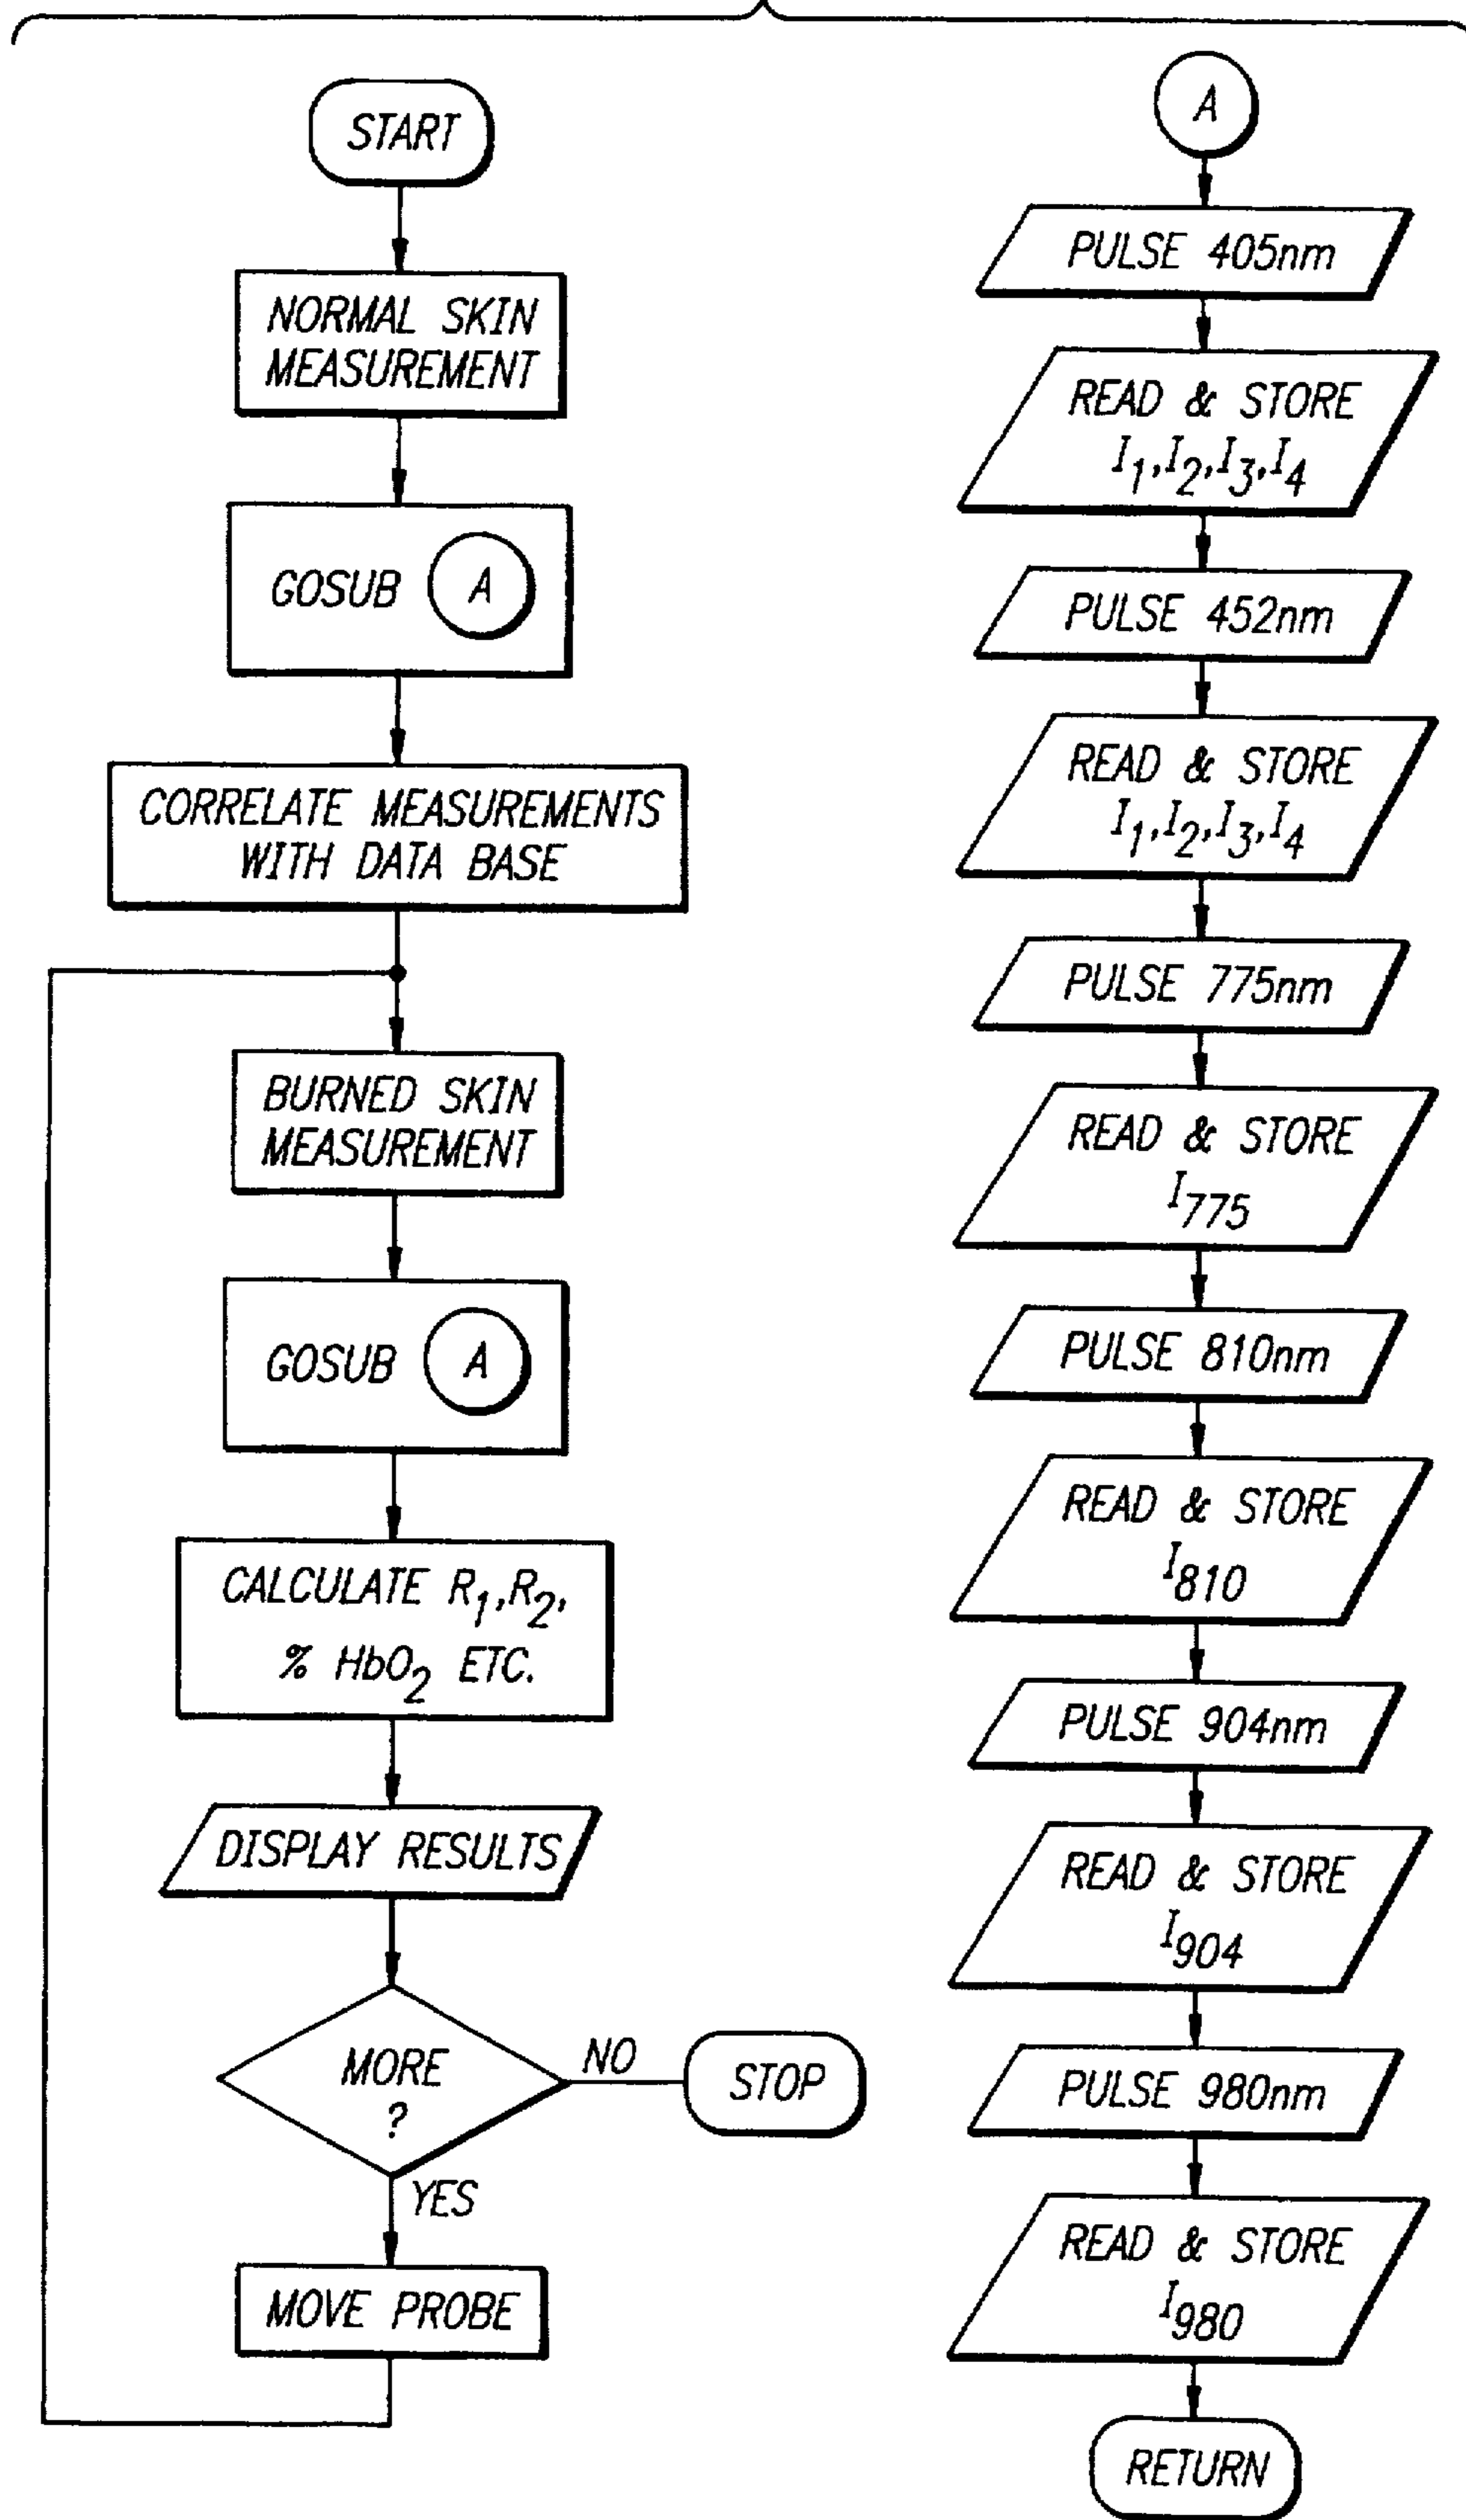 START
NORMAL SKIN
MEASUREMENT
GOSUB A
CORRELATE MEASUREMENTS
WITH DATA BASE
BURNED SKIN
MEASUREMENT
GOSUB A
CALCULATE R1,R2,
% HbO2 ETC.
DISPLAY RESULTS
MORE
?
NO
STOP
YES
MOVE PROBE
A
PULSE 405nm
READ & STORE
I1,I2,I3,I4
PULSE 452nm
READ & STORE
I1,I2,I3,I4
PULSE 775nm
READ & STORE
I775
PULSE 810nm
READ & STORE
I810
PULSE 904nm
READ & STORE
I904
PULSE 980nm
READ & STORE
I980
RETURN